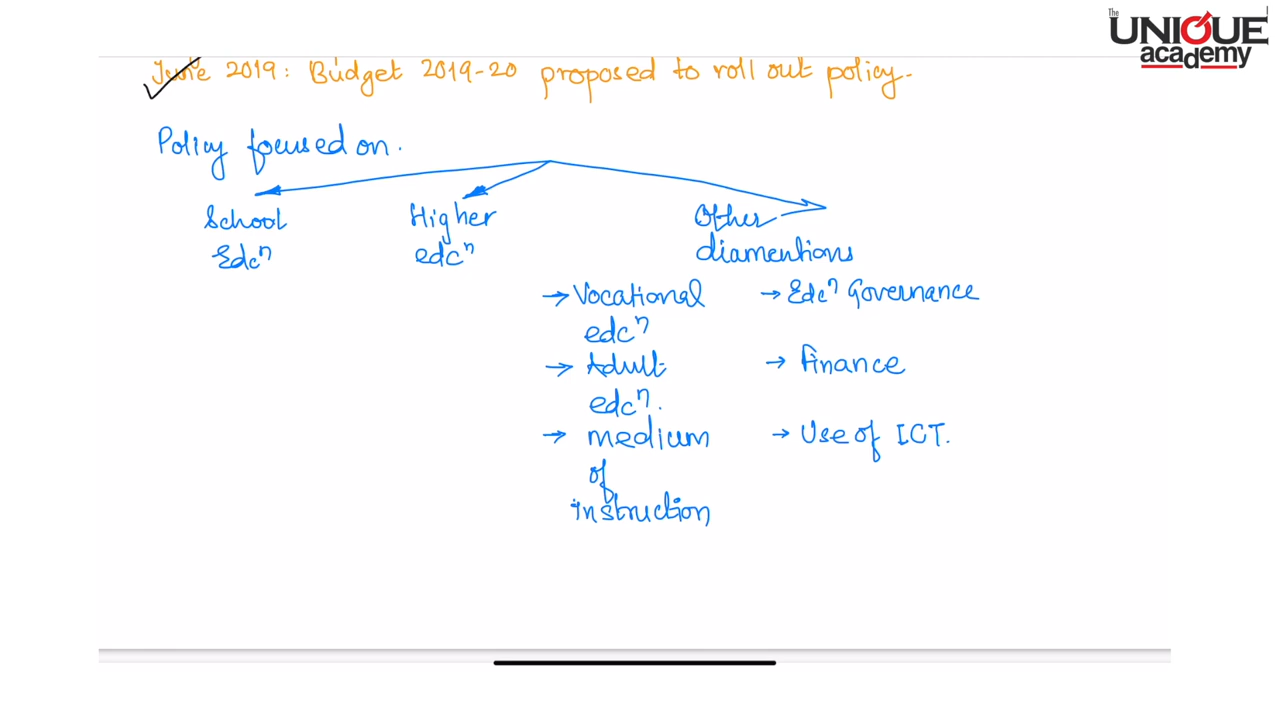 The
UNIQUE
academy
June 2019: Budget 2019-20 proposed to roll out policy.
Policy focused on.
School
Edcⁿ
Higher
edcⁿ
Other
diamentions
→ Vocational
edcⁿ
→ Adult
edcⁿ.
→ medium
of
instruction
→ Edcⁿ Governance
→ Finance
→ Use of ICT.